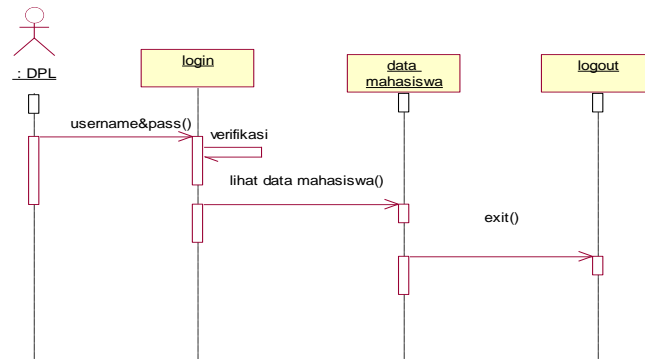 : DPL
login
data
mahasiswa
logout
username&pass()
verifikasi
lihat data mahasiswa()
exit()